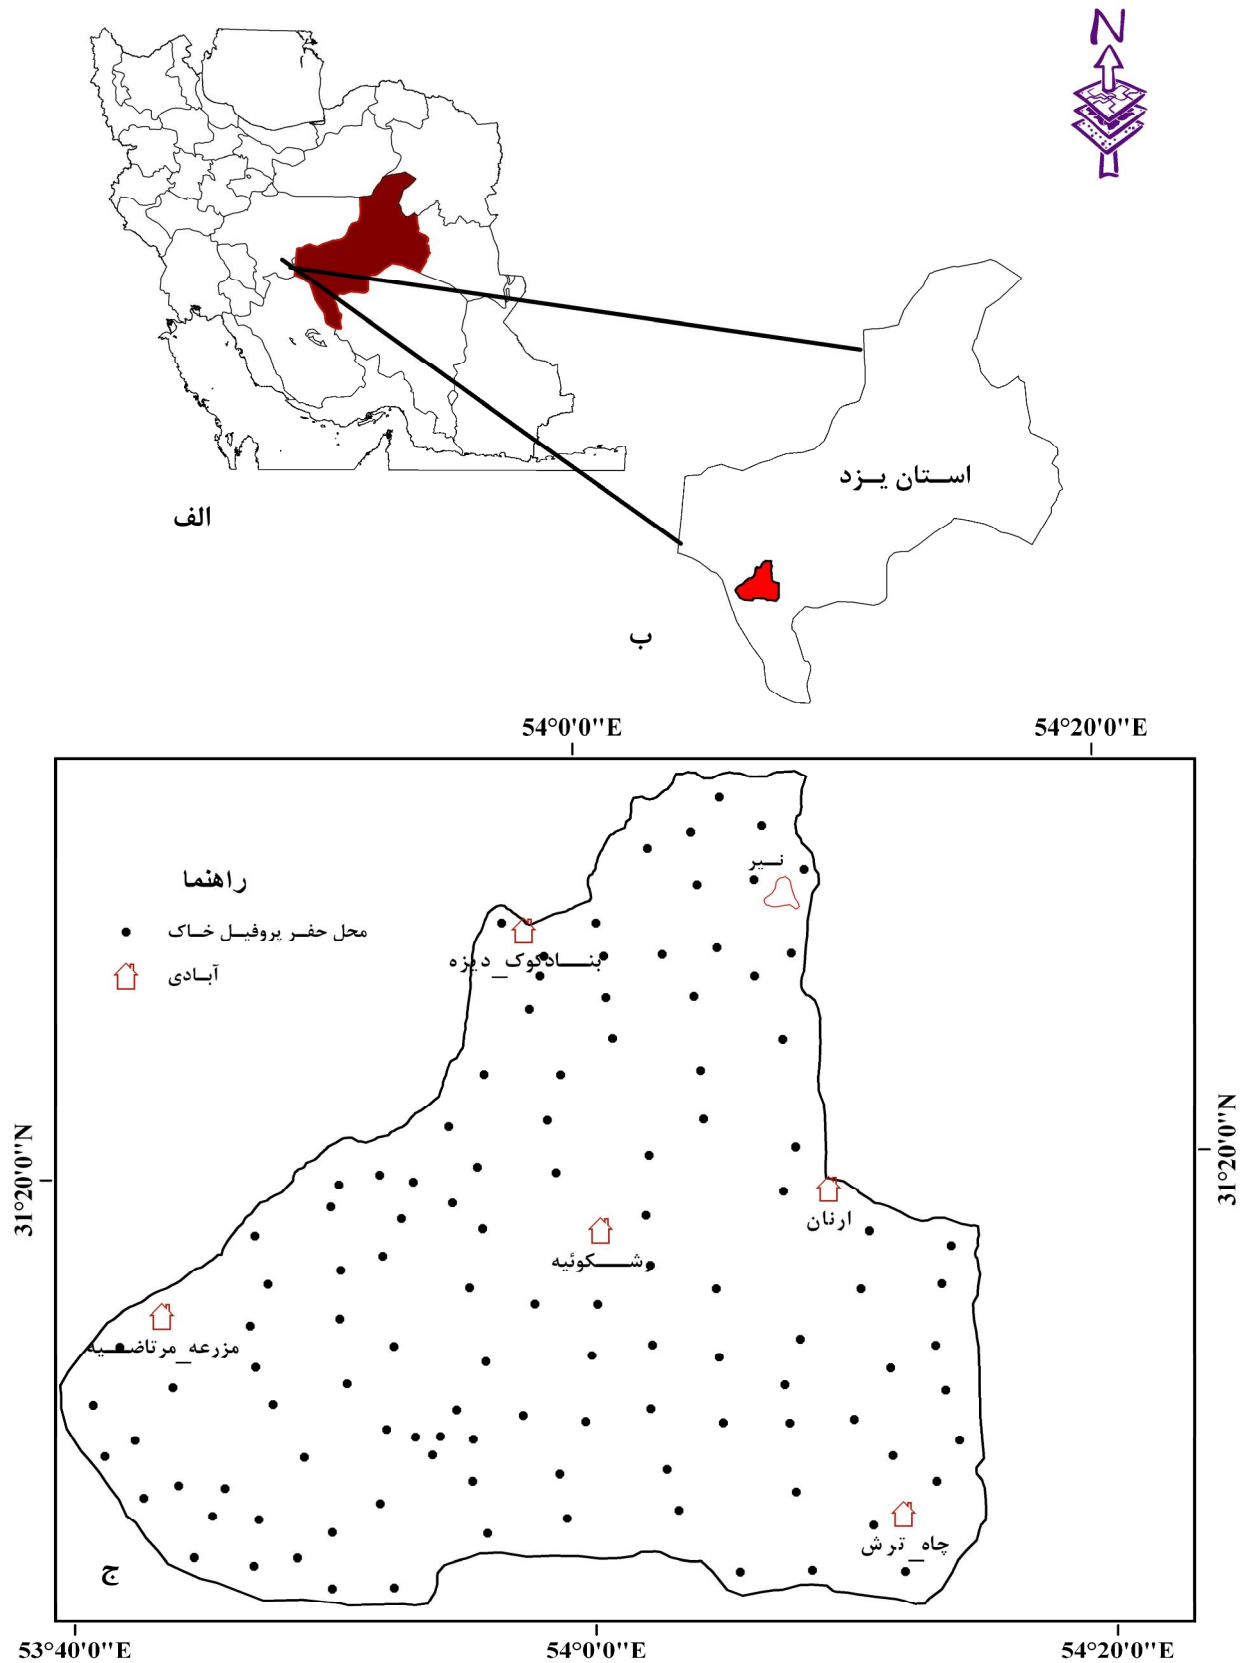 N
استان یزد
الف
ب
54°0'0"E
54°20'0"E
نیر
راهنما
محل حفر پروفیل خاک
آبادی
بنادکوک_دیزه
31°20'0"N
31°20'0"N
ارنان
شکوئیه
مزرعه_مرتاضیه
چاه_ترش
ج
53°40'0"E
54°0'0"E
54°20'0"E